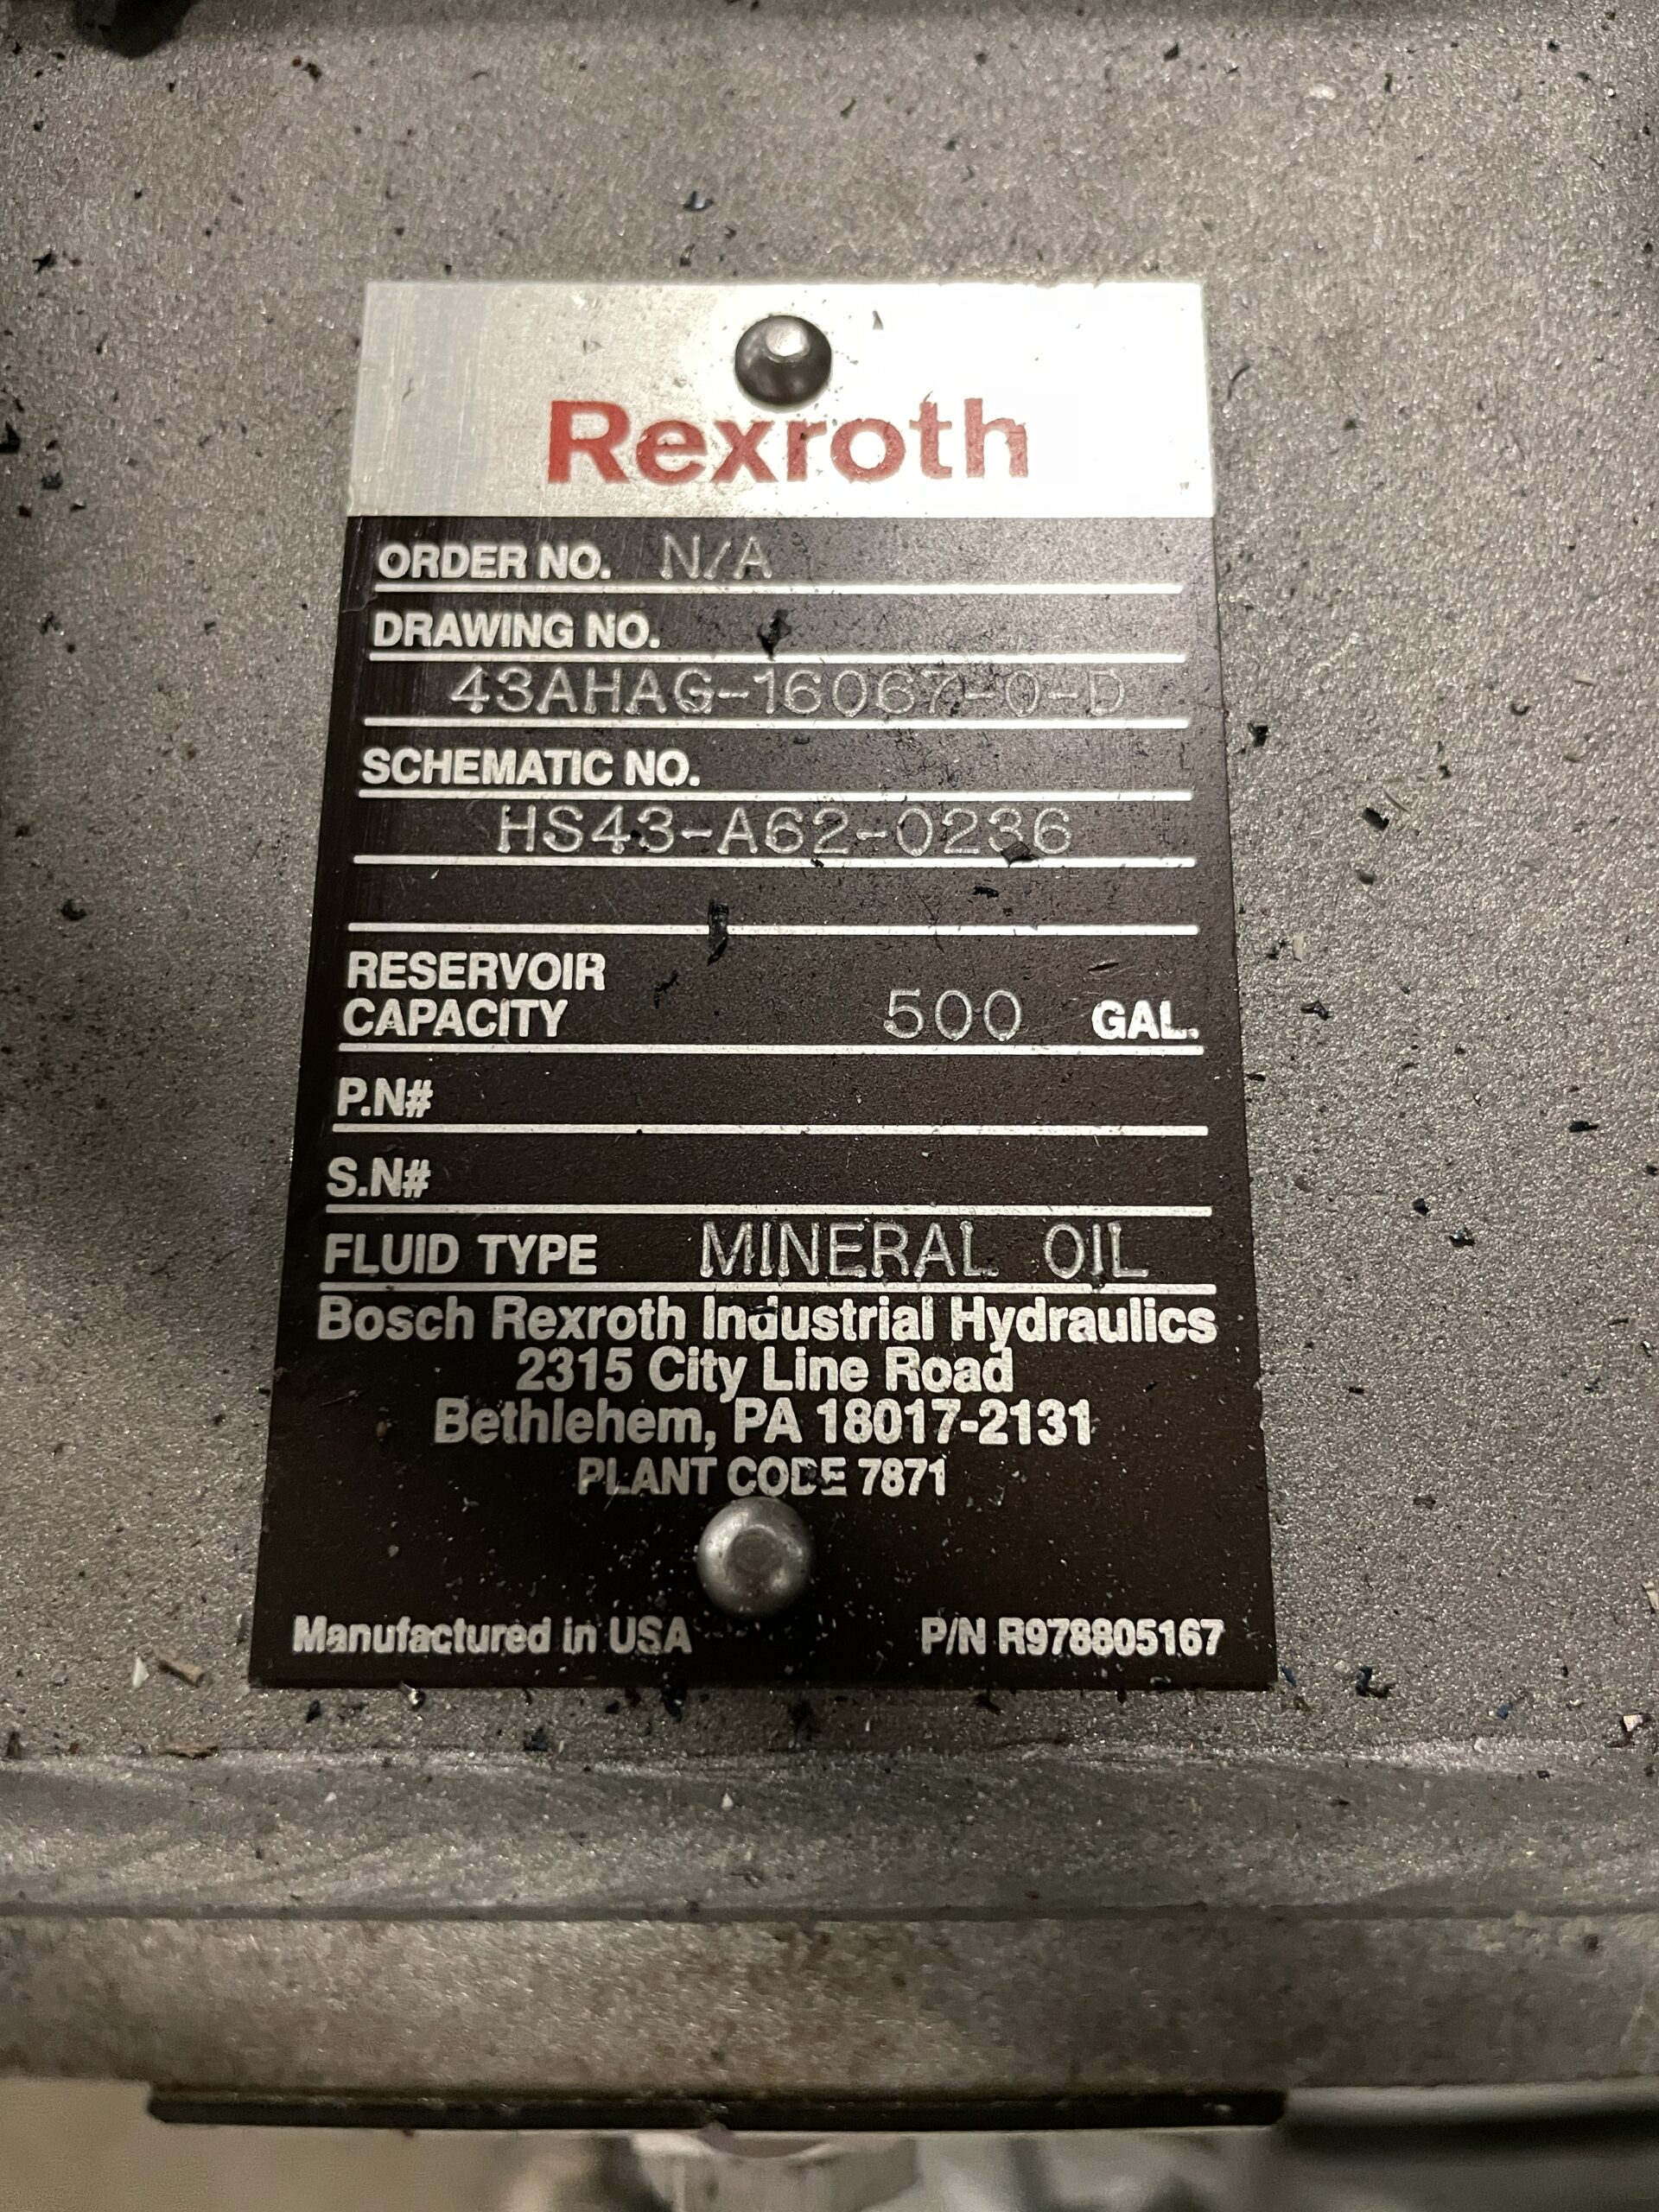 Rexroth
ORDER NO. N/A
DRAWING NO.
43AHAG-16067-0-D
SCHEMATIC NO.
HS43-A62-0236
RESERVOIR
CAPACITY 500 GAL.
P.N#
S.N#
FLUID TYPE MINERAL OIL
Bosch Rexroth Industrial Hydraulics
2315 City Line Road
Bethlehem, PA 18017-2131
PLANT CODE 7871
Manufactured in USA P/N R978805167